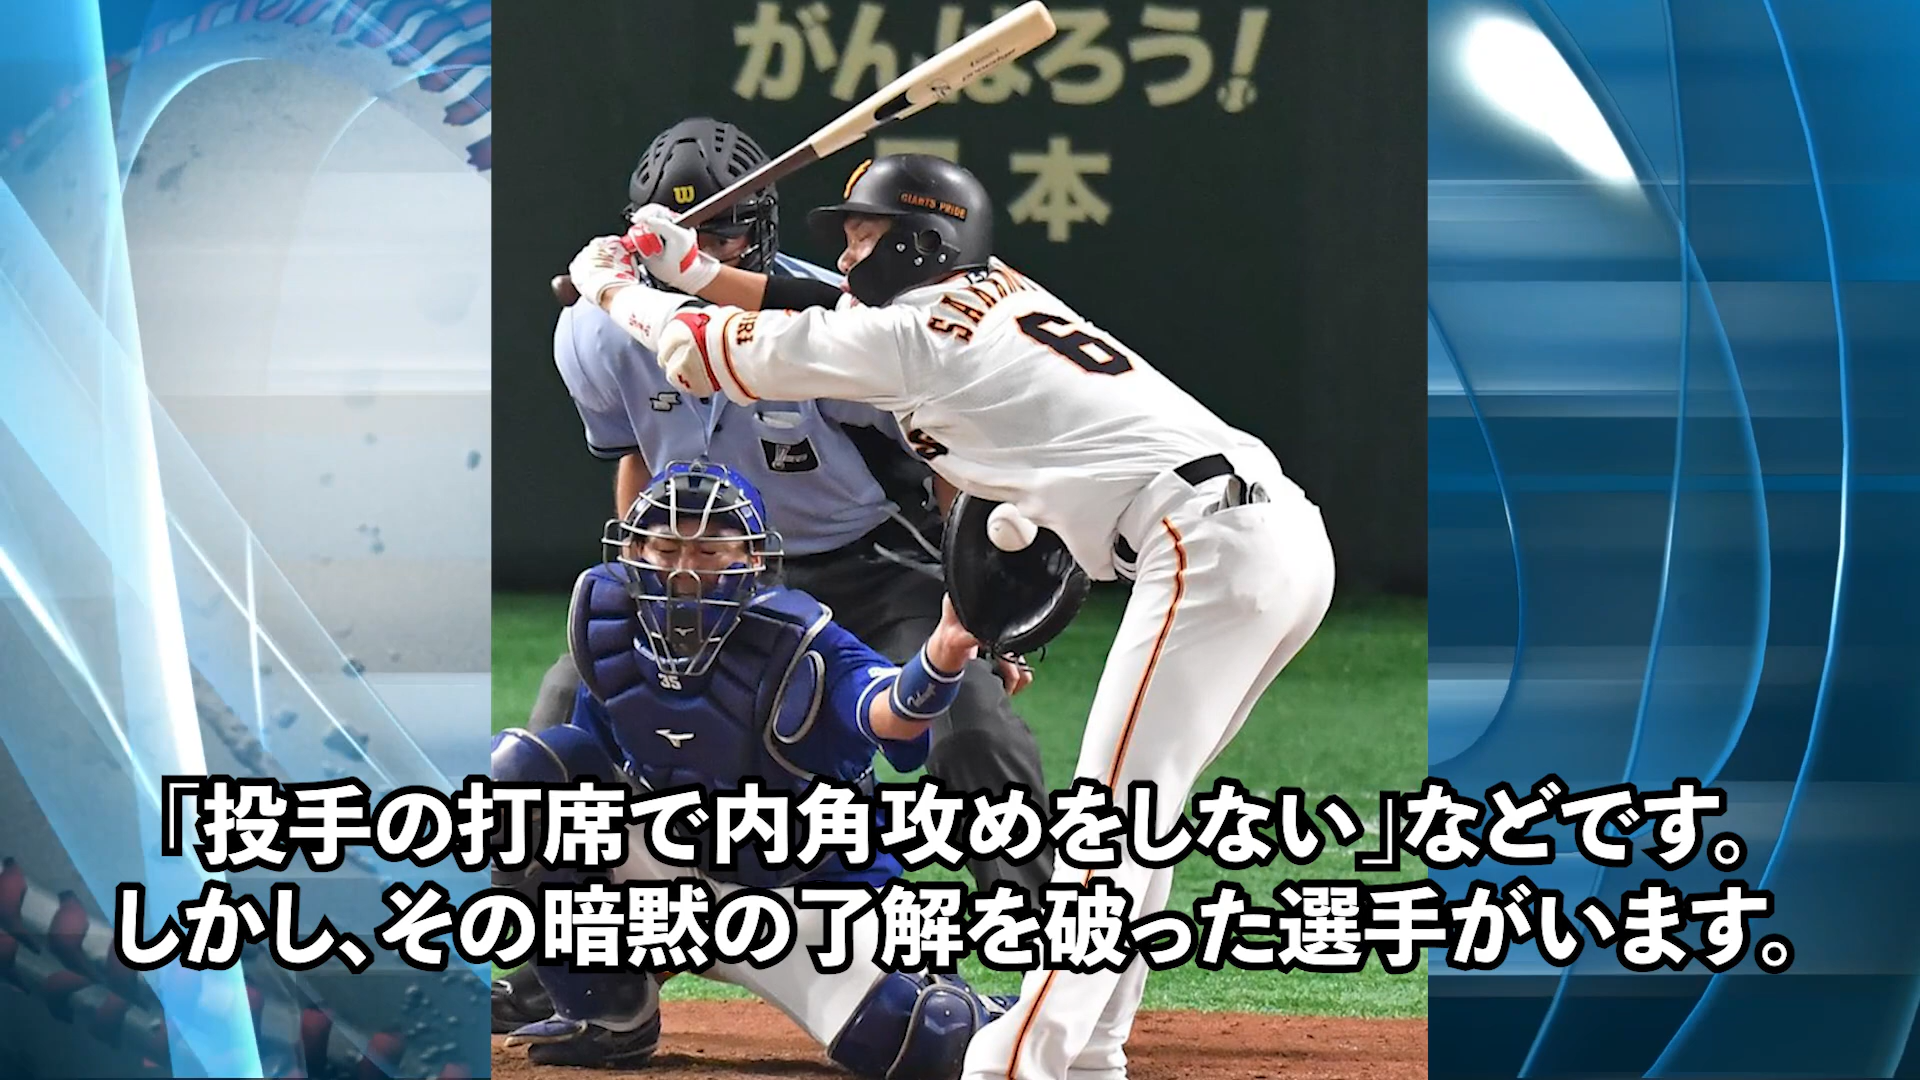 がんばろう!
本
GIANTS PRIDE
6
35
「投手の打席で内角攻めをしない」などです。
しかし、その暗黙の了解を破った選手がいます。